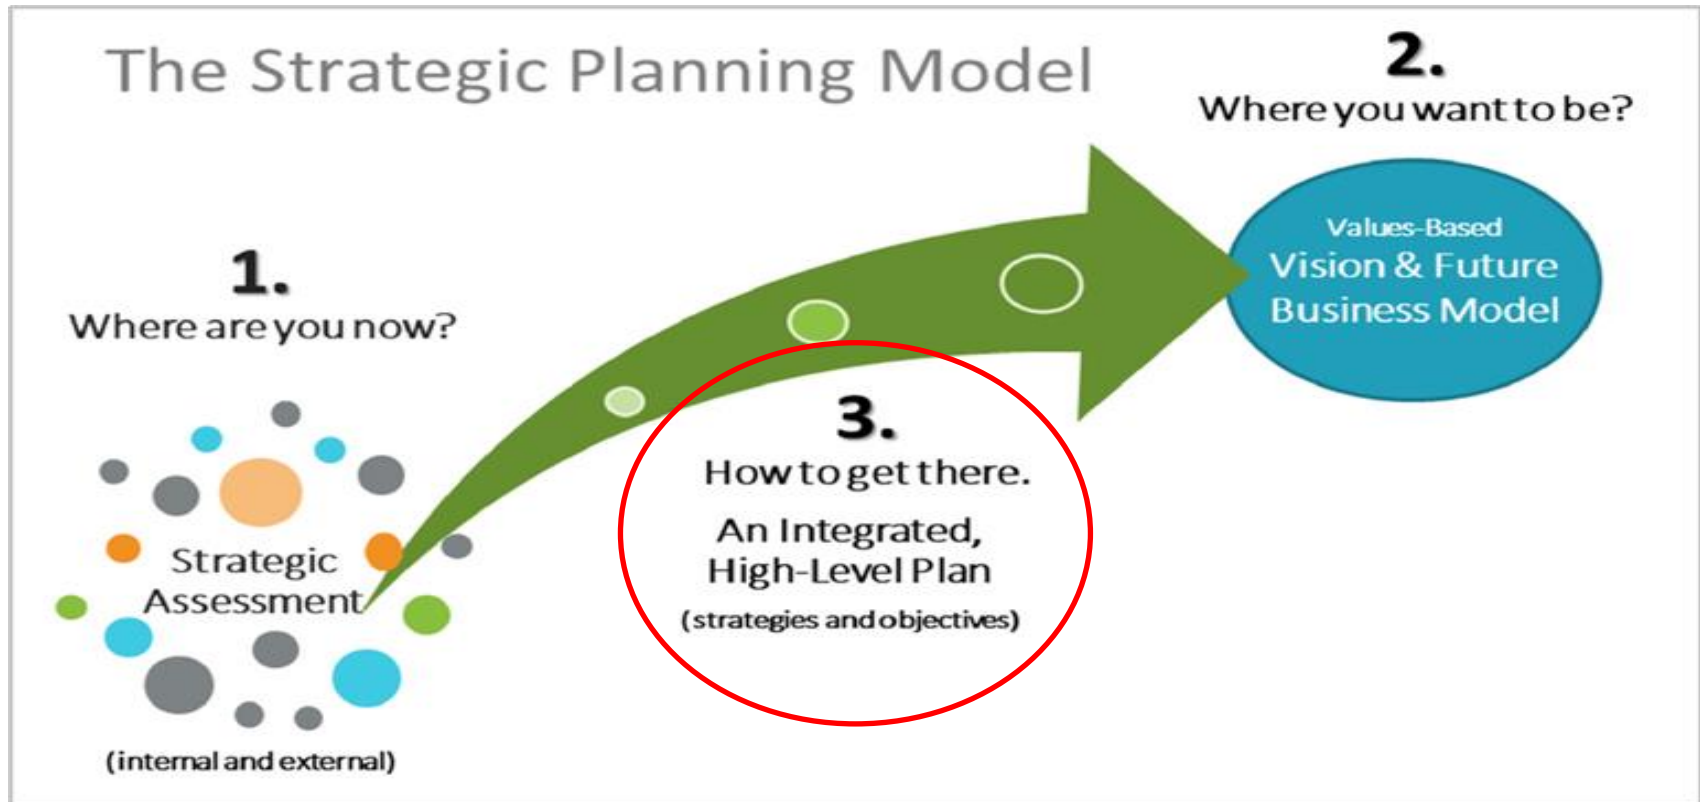 The Strategic Planning Model
1.
Where are you now?
Strategic
Assessment
(internal and external)
2.
Where you want to be?
Values-Based
Vision & Future
Business Model
3.
How to get there.
An Integrated,
High-Level Plan
(strategies and objectives)